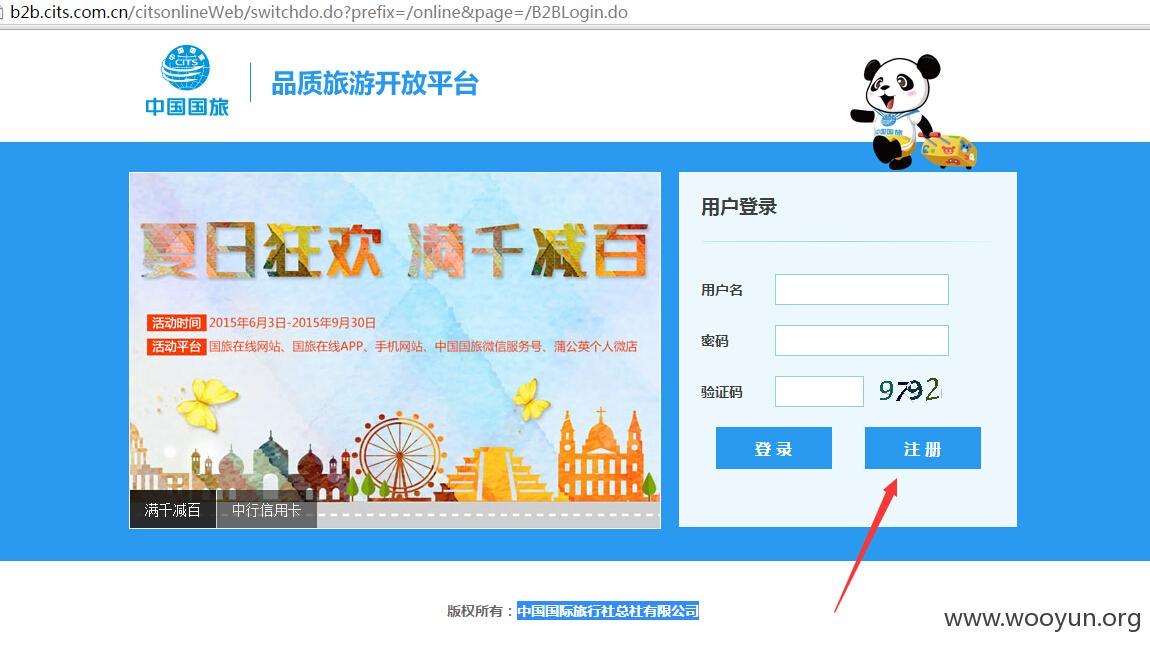 b2b.cits.com.cn/citsonlineWeb/switchdo.do?prefix=/online&page=/B2BLogin.do
CITS
中国国旅
品质旅游开放平台
中国国旅
夏日狂欢 满千减百
活动时间 2015年6月3日-2015年9月30日
活动平台 国旅在线网站、国旅在线APP、手机网站、中国国旅微信服务号、蒲公英个人微店
满千减百 中行信用卡
用户登录
用户名
密码
验证码 9792
登录 注册
版权所有：中国国际旅行社总社有限公司
www.wooyun.org